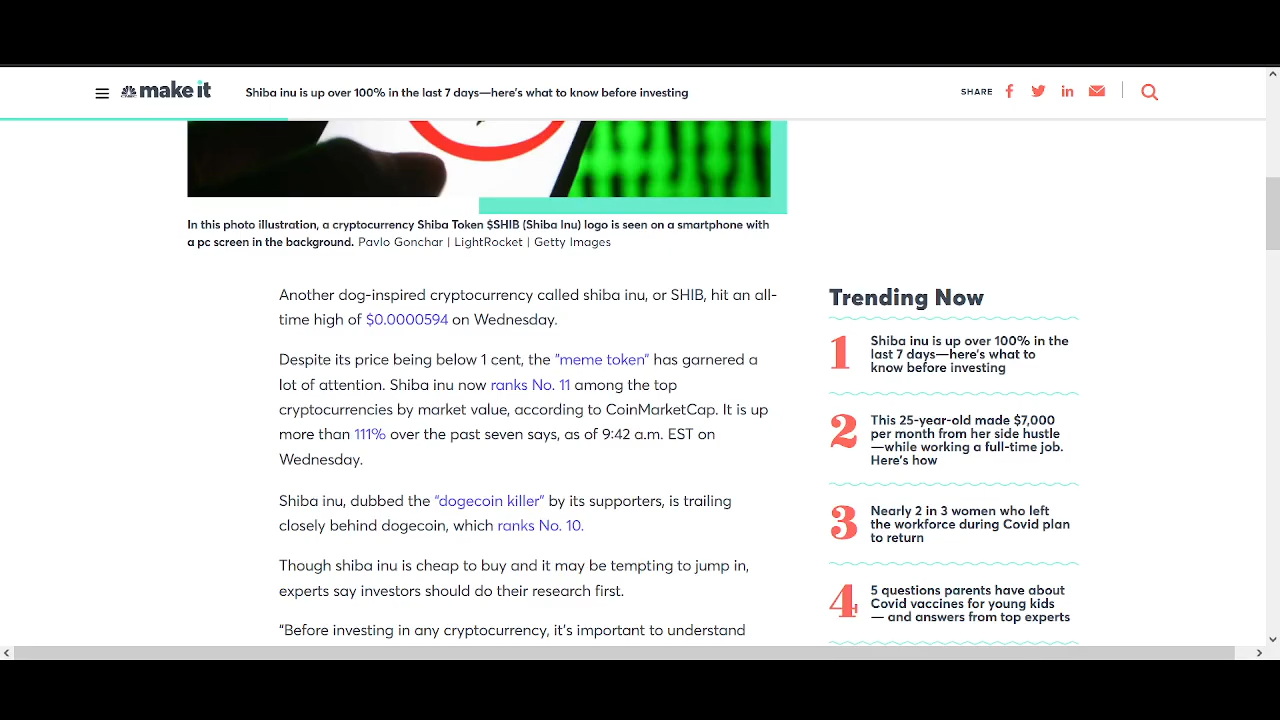 make it
Shiba inu is up over 100% in the last 7 days—here's what to know before investing
SHARE
In this photo illustration, a cryptocurrency Shiba Token $SHIB (Shiba Inu) logo is seen on a smartphone with
a pc screen in the background. Pavlo Gonchar | LightRocket | Getty Images
Another dog-inspired cryptocurrency called shiba inu, or SHIB, hit an all-
time high of $0.0000594 on Wednesday.
Despite its price being below 1 cent, the "meme token" has garnered a
lot of attention. Shiba inu now ranks No. 11 among the top
cryptocurrencies by market value, according to CoinMarketCap. It is up
more than 111% over the past seven says, as of 9:42 a.m. EST on
Wednesday.
Shiba inu, dubbed the "dogecoin killer" by its supporters, is trailing
closely behind dogecoin, which ranks No. 10.
Though shiba inu is cheap to buy and it may be tempting to jump in,
experts say investors should do their research first.
"Before investing in any cryptocurrency, it's important to understand
Trending Now
1
Shiba inu is up over 100% in the
last 7 days—here's what to
know before investing
2
This 25-year-old made $7,000
per month from her side hustle
—while working a full-time job.
Here's how
3
Nearly 2 in 3 women who left
the workforce during Covid plan
to return
4
5 questions parents have about
Covid vaccines for young kids
— and answers from top experts